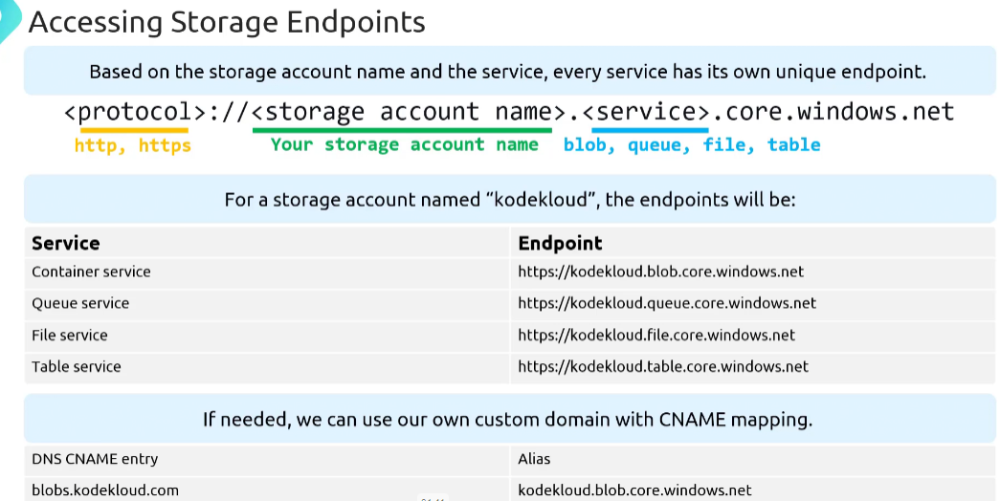 Accessing Storage Endpoints
Based on the storage account name and the service, every service has its own unique endpoint.
<protocol>://<storage account name>.<service>.core.windows.net
http, https Your storage account name blob, queue, file, table
For a storage account named “kodekloud”, the endpoints will be:
Service Endpoint
Container service https://kodekloud.blob.core.windows.net
Queue service https://kodekloud.queue.core.windows.net
File service https://kodekloud.file.core.windows.net
Table service https://kodekloud.table.core.windows.net
If needed, we can use our own custom domain with CNAME mapping.
DNS CNAME entry Alias
blobs.kodekloud.com kodekloud.blob.core.windows.net